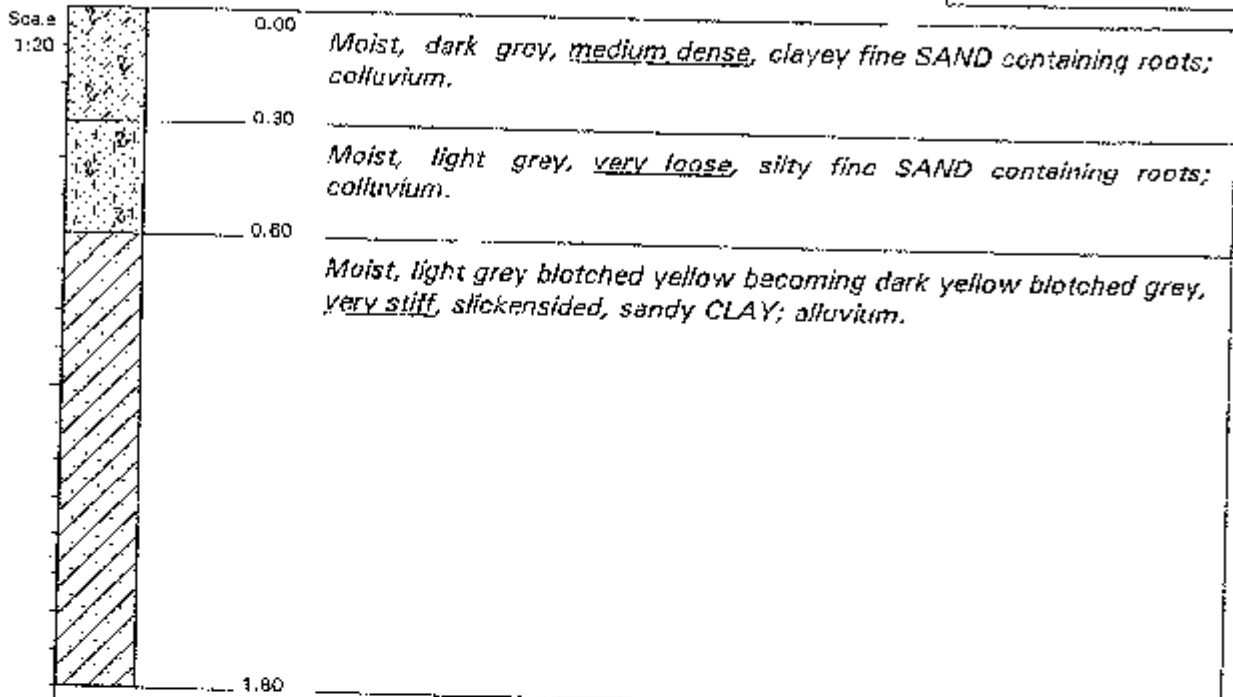 Scale
1:20
0.00
Moist, dark grey, medium dense, clayey fine SAND containing roots;
colluvium.
0.30
Moist, light grey, very loose, silty fine SAND containing roots;
colluvium.
0.60
Moist, light grey blotched yellow becoming dark yellow blotched grey,
very stiff, slickensided, sandy CLAY; alluvium.
1.80